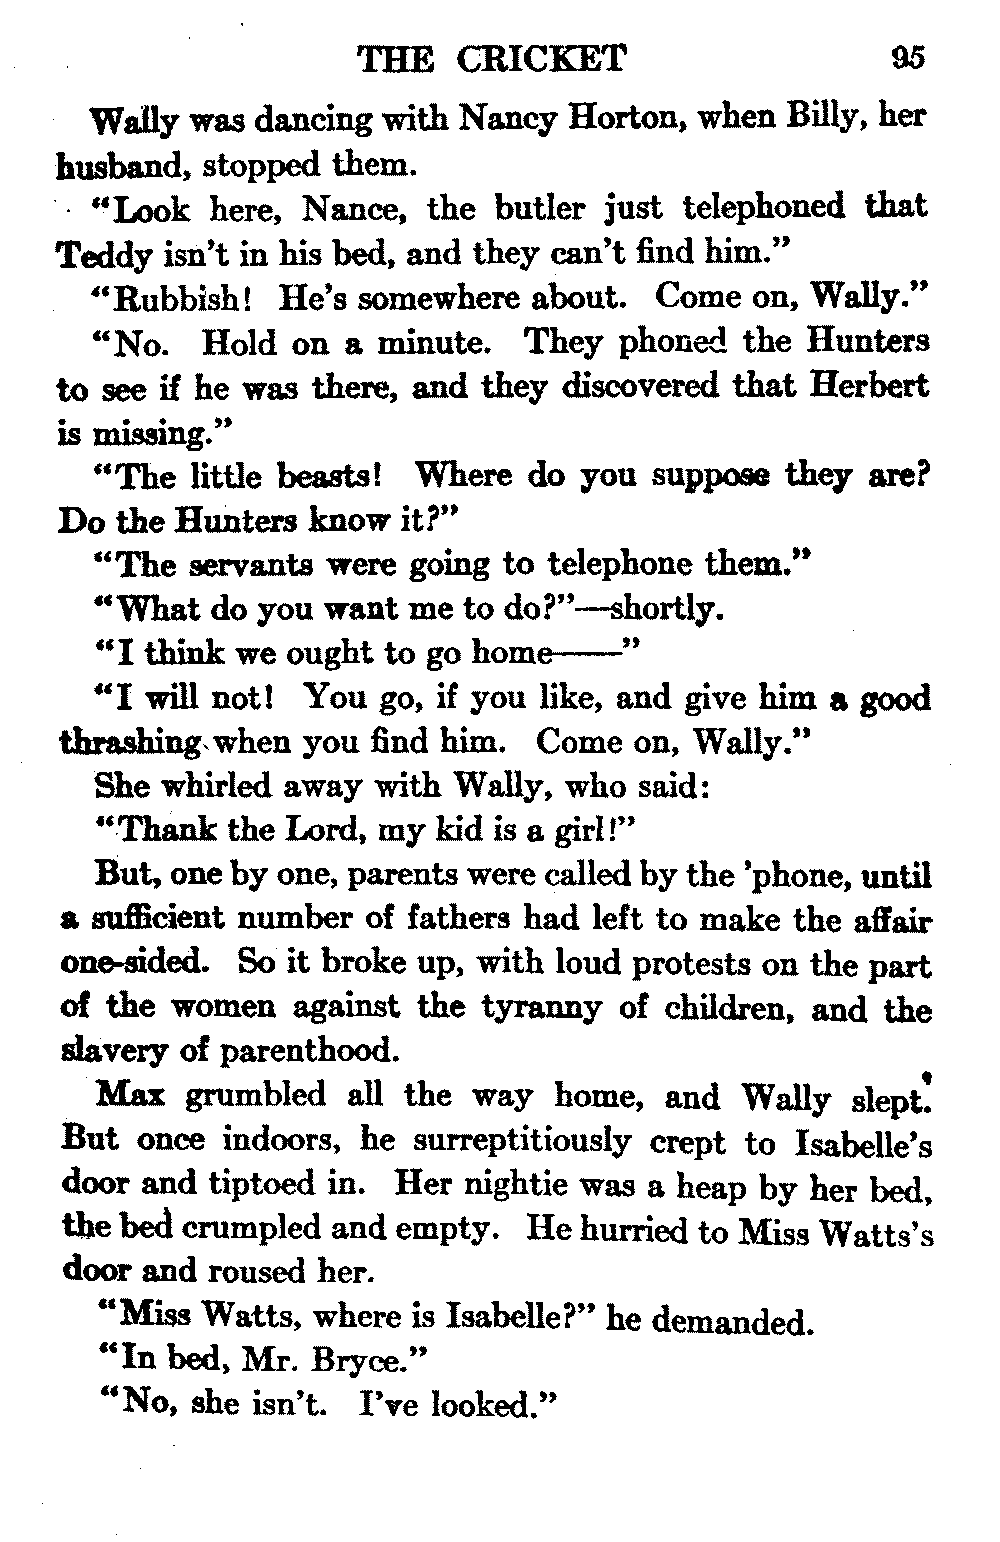 THE CRICKET 95
Wally was dancing with Nancy Horton, when Billy, her
husband, stopped them.
"Look here, Nance, the butler just telephoned that
Teddy isn't in his bed, and they can't find him."
"Rubbish! He's somewhere about. Come on, Wally."
"No. Hold on a minute. They phoned the Hunters
to see if he was there, and they discovered that Herbert
is missing."
"The little beasts! Where do you suppose they are?
Do the Hunters know it?"
"The servants were going to telephone them."
"What do you want me to do?"—shortly.
"I think we ought to go home——"
"I will not! You go, if you like, and give him a good
thrashing when you find him. Come on, Wally."
She whirled away with Wally, who said:
"Thank the Lord, my kid is a girl!"
But, one by one, parents were called by the 'phone, until
a sufficient number of fathers had left to make the affair
one-sided. So it broke up, with loud protests on the part
of the women against the tyranny of children, and the
slavery of parenthood.
Max grumbled all the way home, and Wally slept.
But once indoors, he surreptitiously crept to Isabelle's
door and tiptoed in. Her nightie was a heap by her bed,
the bed crumpled and empty. He hurried to Miss Watts's
door and roused her.
"Miss Watts, where is Isabelle?" he demanded.
"In bed, Mr. Bryce."
"No, she isn't. I've looked."